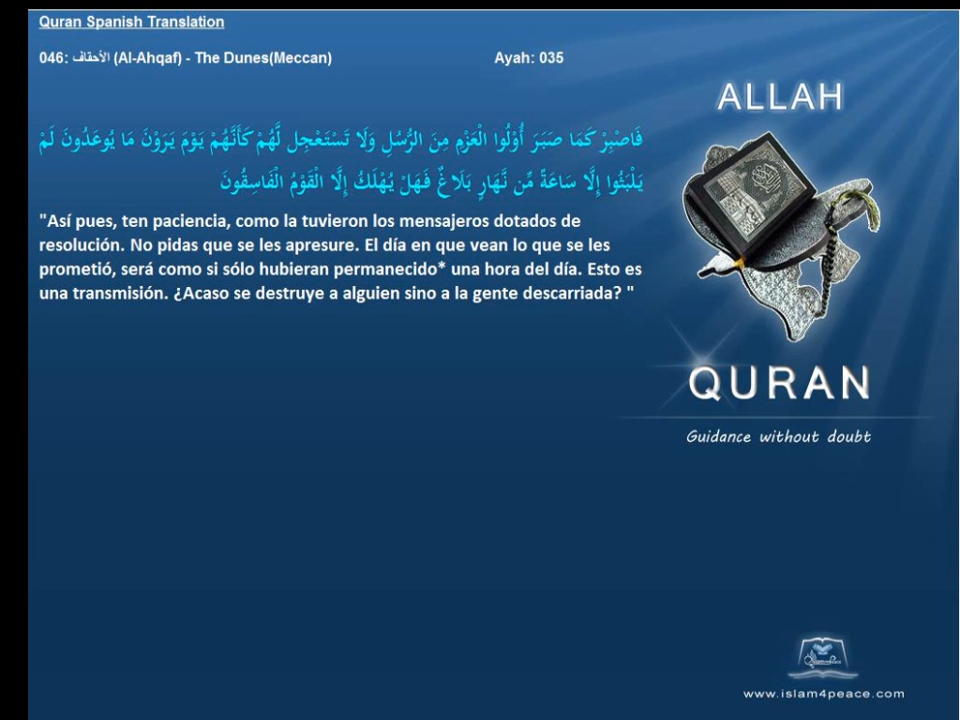 Quran Spanish Translation
046: الأحقاف (Al-Ahqaf) - The Dunes(Meccan) Ayah: 035
فَاصْبِرْ كَمَا صَبَرَ أُوْلُوا الْعَزْمِ مِنَ الرُّسُلِ وَلَا تَسْتَعْجِل لَّهُمْ كَأَنَّهُمْ يَوْمَ يَرَوْنَ مَا يُوعَدُونَ لَمْ
يَلْبَثُوا إِلَّا سَاعَةً مِّن نَّهَارٍ بَلَاغٌ فَهَلْ يُهْلَكُ إِلَّا الْقَوْمُ الْفَاسِقُونَ
"Así pues, ten paciencia, como la tuvieron los mensajeros dotados de
resolución. No pidas que se les apresure. El día en que vean lo que se les
prometió, será como si sólo hubieran permanecido* una hora del día. Esto es
una transmisión. ¿Acaso se destruye a alguien sino a la gente descarriada? "
ALLAH
QURAN
Guidance without doubt
www.islam4peace.com